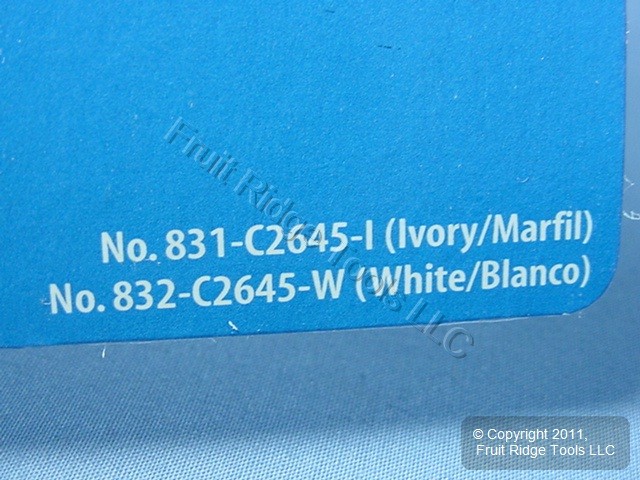 Fruit Ridge Tools LLC
No. 831-C2645-I (Ivory/Marfil)
No. 832-C2645-W (White/Blanco)
© Copyright 2011,
Fruit Ridge Tools LLC